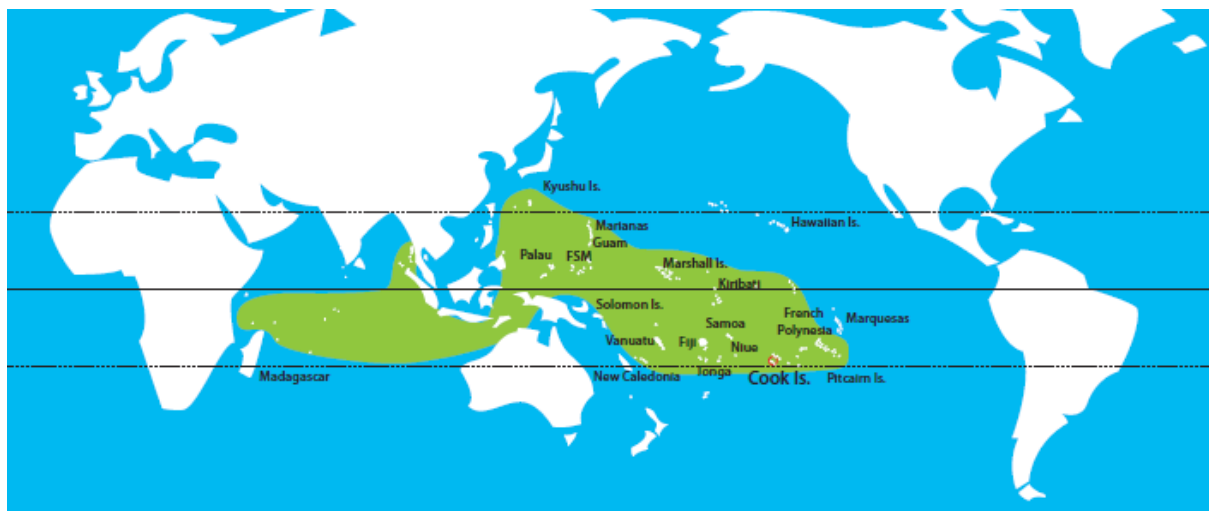 Kyushu Is.
Hawaiian Is.
Marianas
Guam
Palau
FSM
Marshall Is.
Kiribati
Solomon Is.
French
Polynesia
Marquesas
Samoa
Vanuatu
Fiji
Niue
Madagascar
New Caledonia
Tonga
Cook Is.
Pitcairn Is.